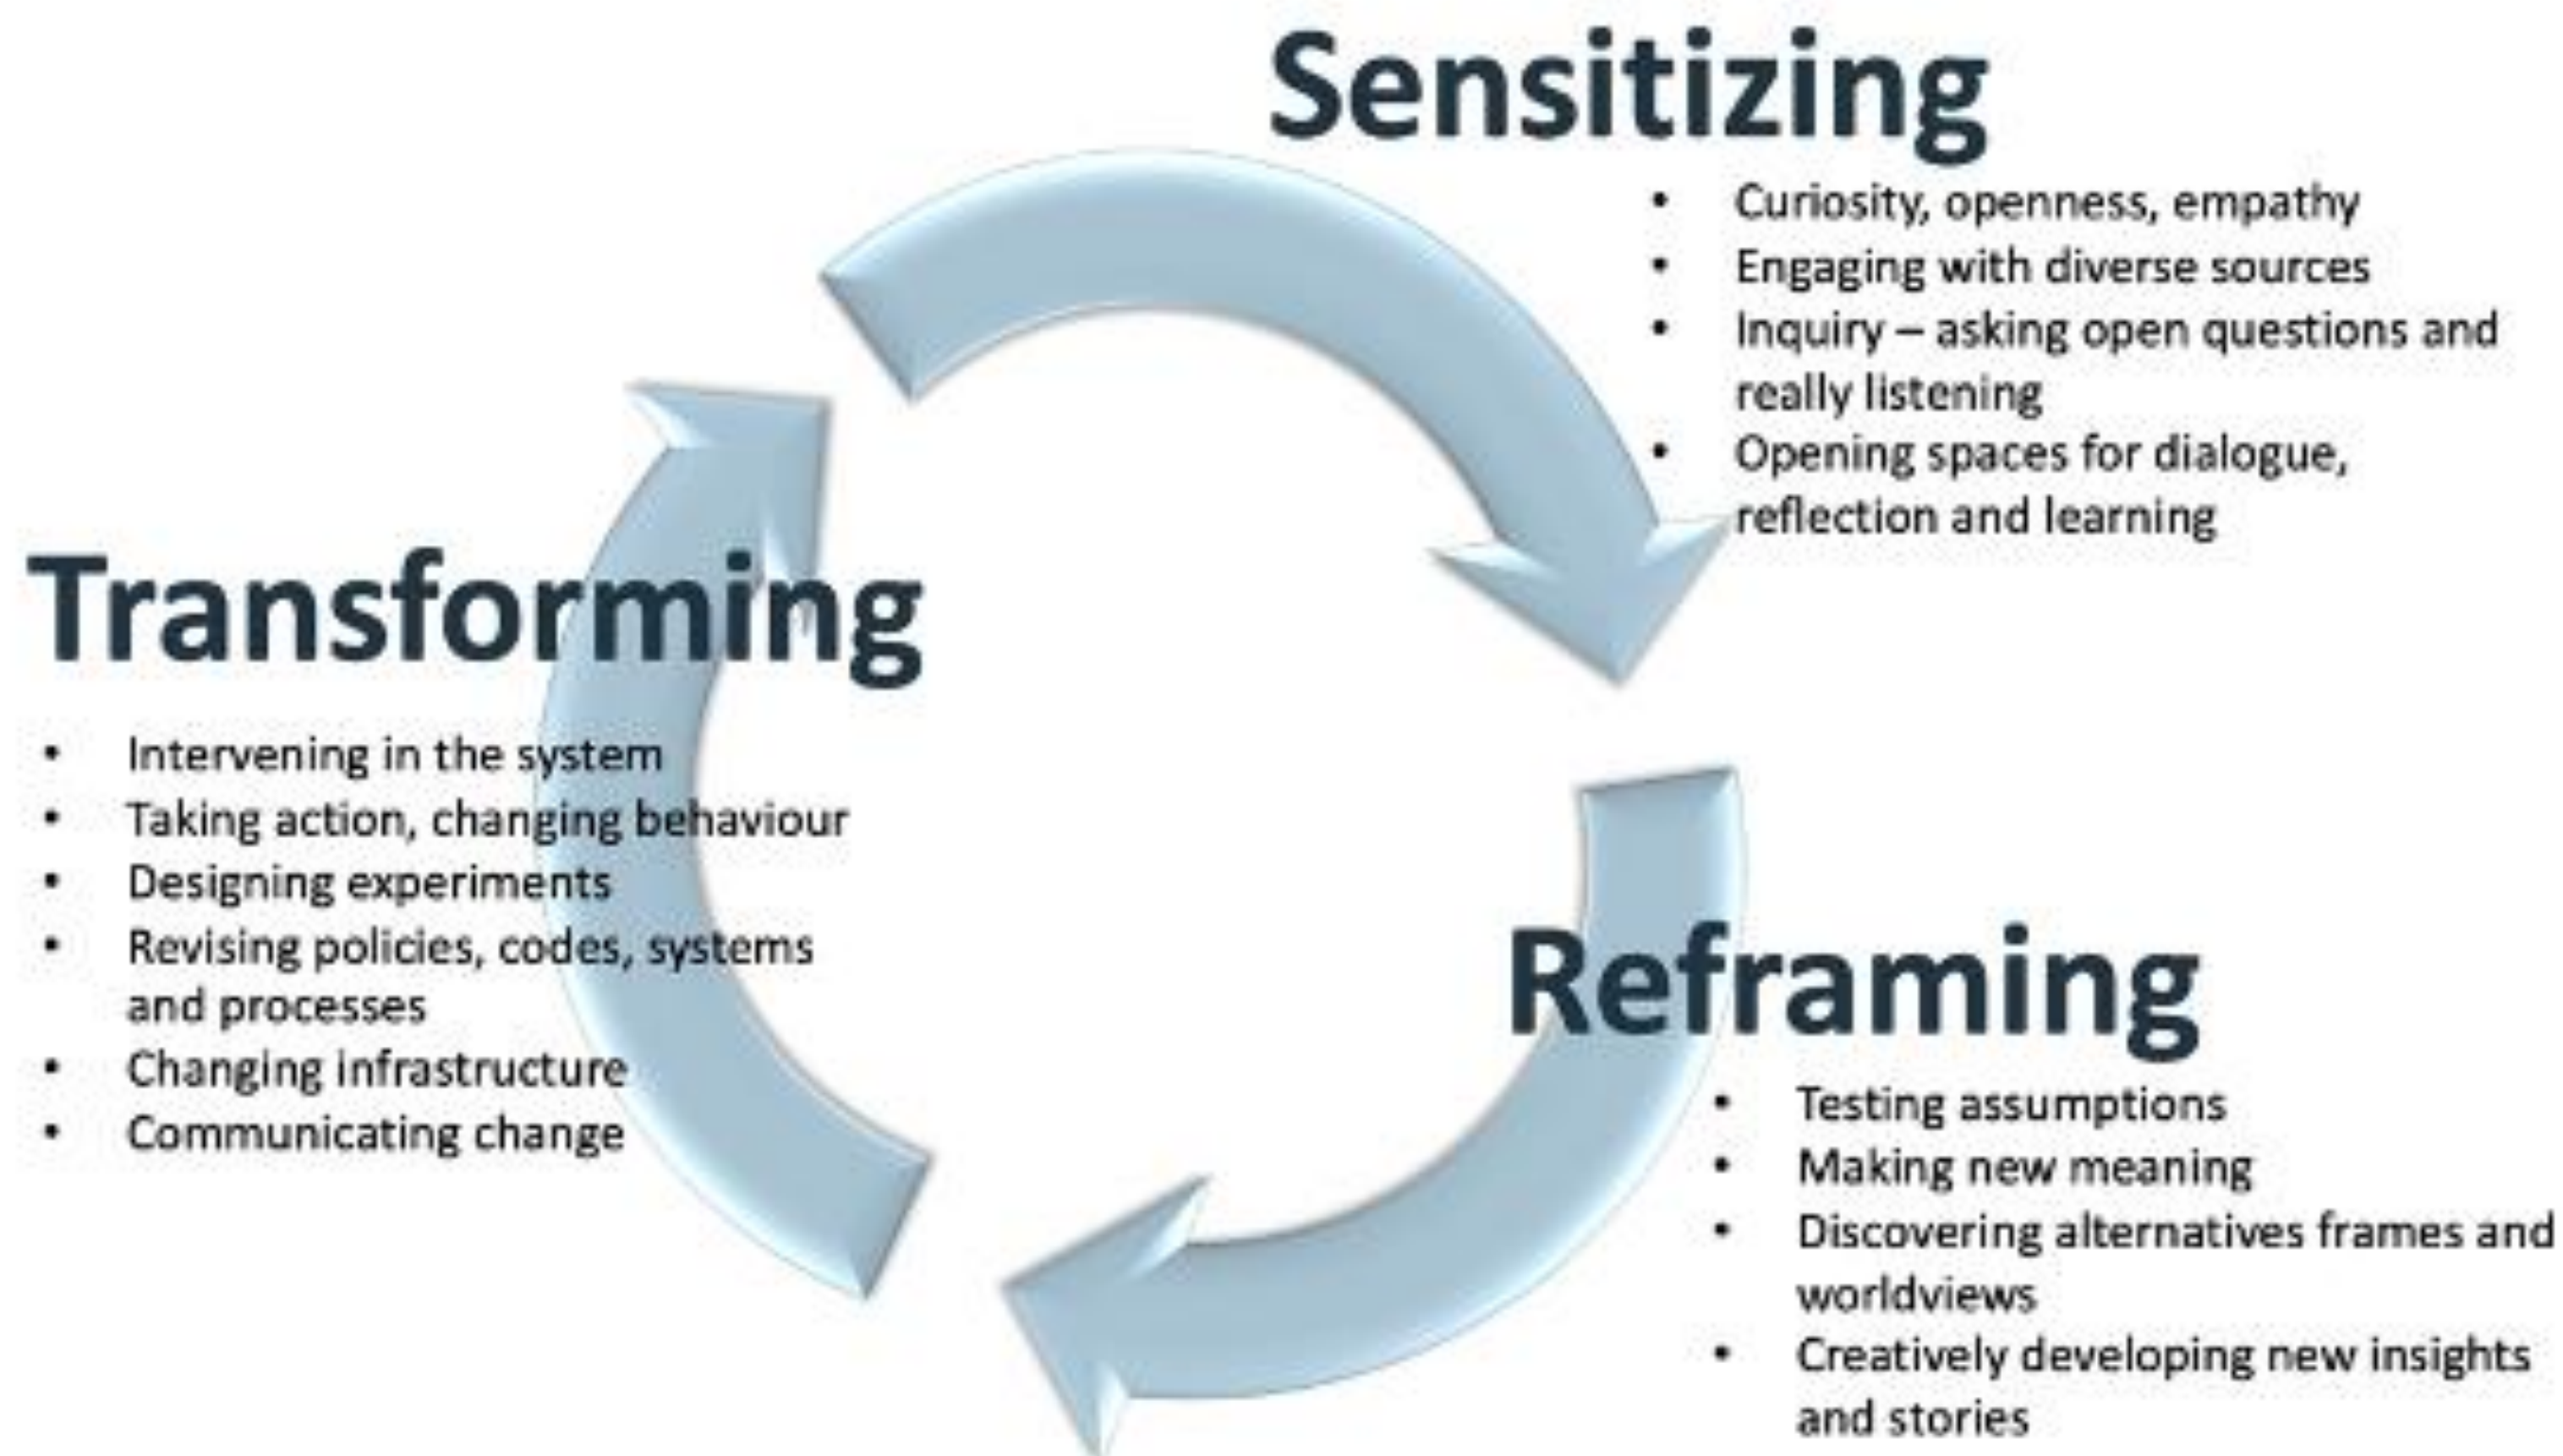 Sensitizing
• Curiosity, openness, empathy
• Engaging with diverse sources
• Inquiry – asking open questions and
really listening
• Opening spaces for dialogue,
reflection and learning
Reframing
• Testing assumptions
• Making new meaning
• Discovering alternatives frames and
worldviews
• Creatively developing new insights
and stories
Transforming
• Intervening in the system
• Taking action, changing behaviour
• Designing experiments
• Revising policies, codes, systems
and processes
• Changing infrastructure
• Communicating change